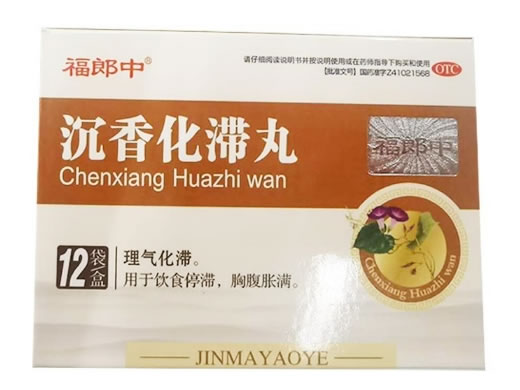 福郎中®
请仔细阅读说明书并按说明使用或在药师指导下购买和使用
【批准文号】国药准字Z41021568
OTC
沉香化滞丸
Chenxiang Huazhi wan
福郎中
12袋/盒
理气化滞。
用于饮食停滞，胸腹胀满。
Chenxiang Huazhi wan
JINMAYAOYE